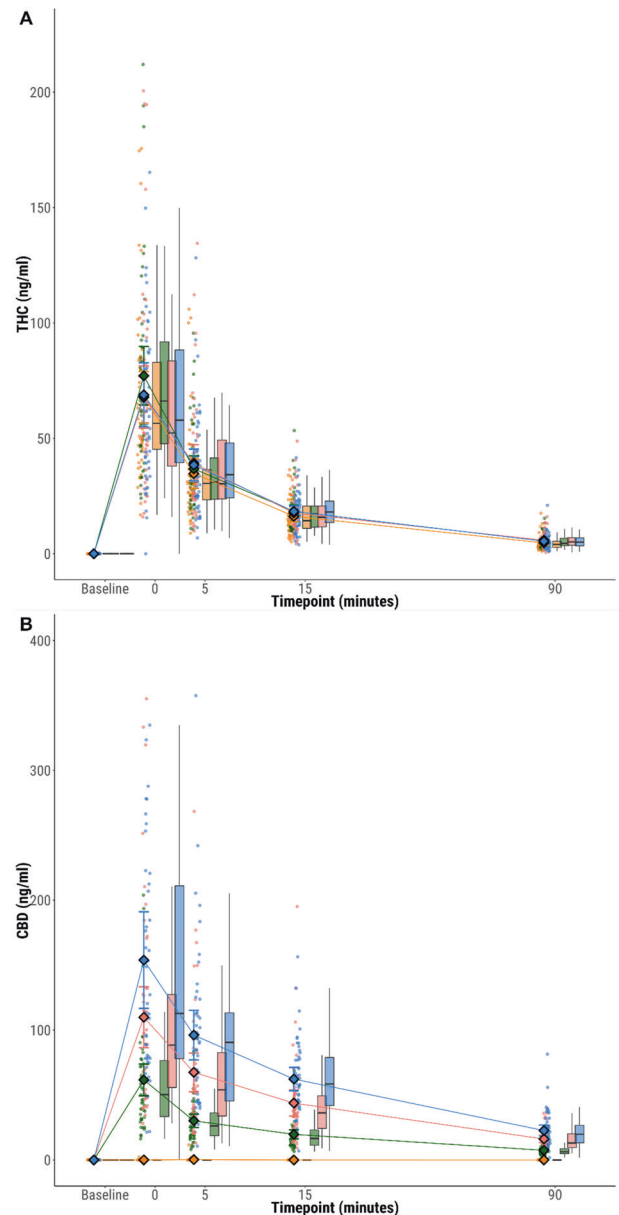 A
200
150
100
50
0
THC (ng/ml)
Baseline 0 5 15 90
Timepoint (minutes)
B
400
300
200
100
0
CBD (ng/ml)
Baseline 0 5 15 90
Timepoint (minutes)